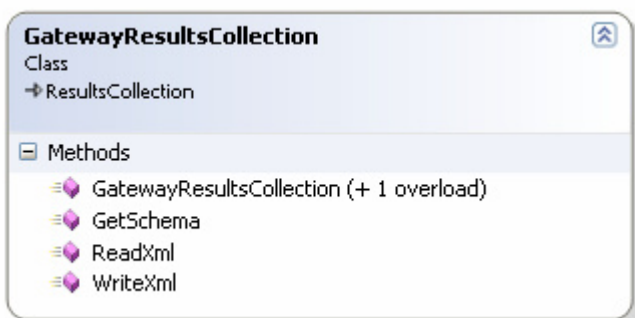 GatewayResultsCollection
Class
ResultsCollection
Methods
GatewayResultsCollection (+ 1 overload)
GetSchema
ReadXml
WriteXml